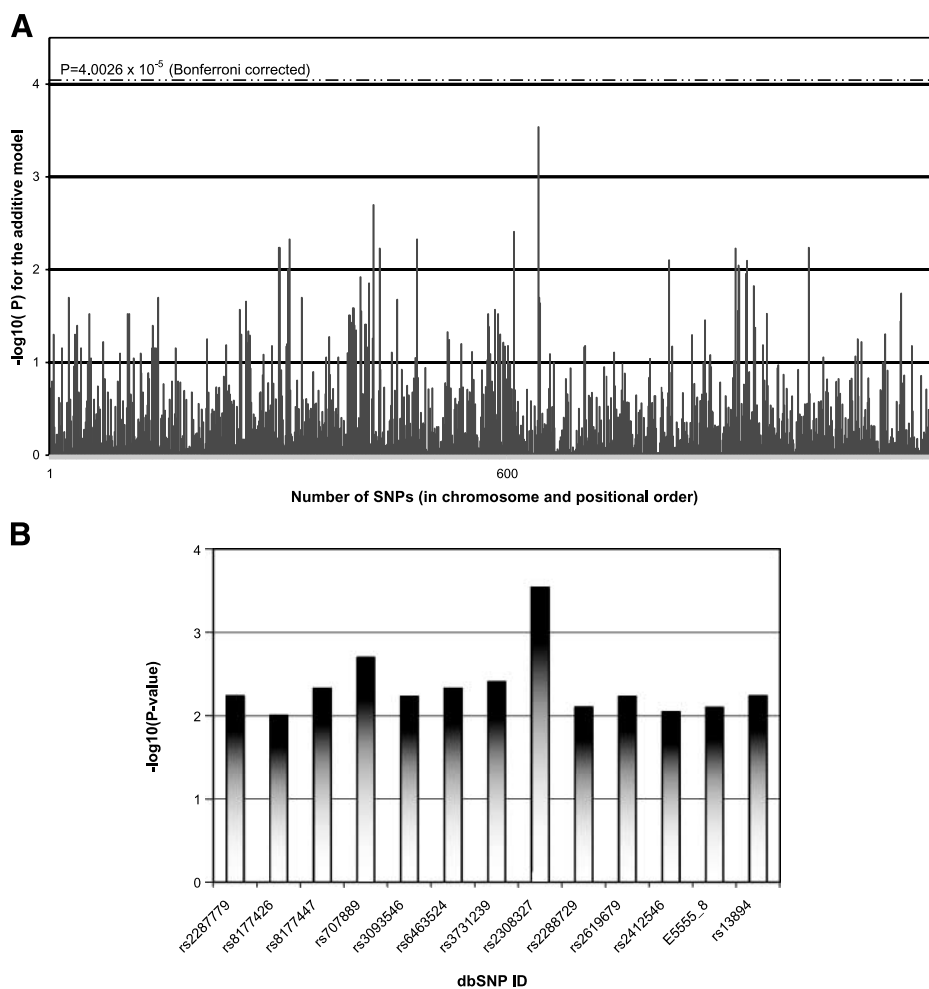 A
P=4.0026 x 10-5 (Bonferroni corrected)
-log10( P) for the additive model
4
3
2
1
0
1
600
Number of SNPs (in chromosome and positional order)
B
-log10(P-value)
4
3
2
1
0
rs2287779
rs8177426
rs8177447
rs707889
rs3093546
rs6463524
rs3731239
rs2308327
rs2288729
rs2619679
rs2412546
E5555_8
rs13894
dbSNP ID